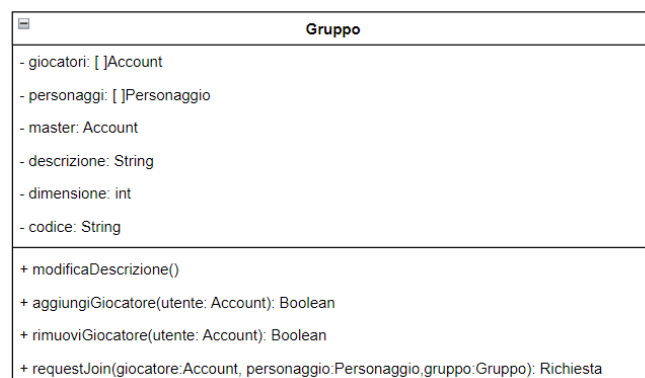 Gruppo
- giocatori: [ ]Account
- personaggi: [ ]Personaggio
- master: Account
- descrizione: String
- dimensione: int
- codice: String
+ modificaDescrizione()
+ aggiungiGiocatore(utente: Account): Boolean
+ rimuoviGiocatore(utente: Account): Boolean
+ requestJoin(giocatore:Account, personaggio:Personaggio,gruppo:Gruppo): Richiesta